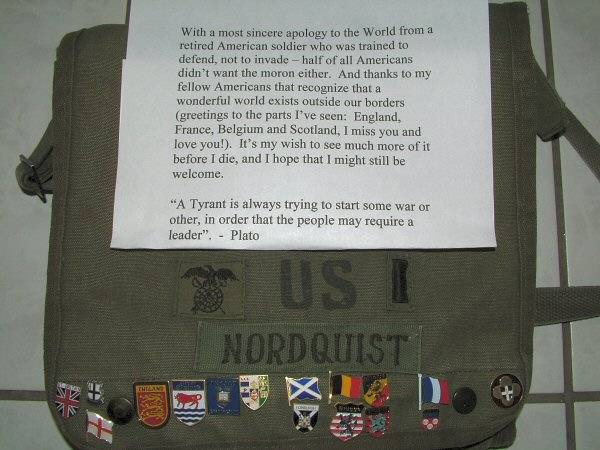 With a most sincere apology to the World from a
retired American soldier who was trained to
defend, not to invade – half of all Americans
didn't want the moron either.  And thanks to my
fellow Americans that recognize that a
wonderful world exists outside our borders
(greetings to the parts I've seen:  England,
France, Belgium and Scotland, I miss you and
love you!).  It's my wish to see much more of it
before I die, and I hope that I might still be
welcome.
"A Tyrant is always trying to start some war or
other, in order that the people may require a
leader".  -  Plato
US
NORDQUIST
ENGLAND